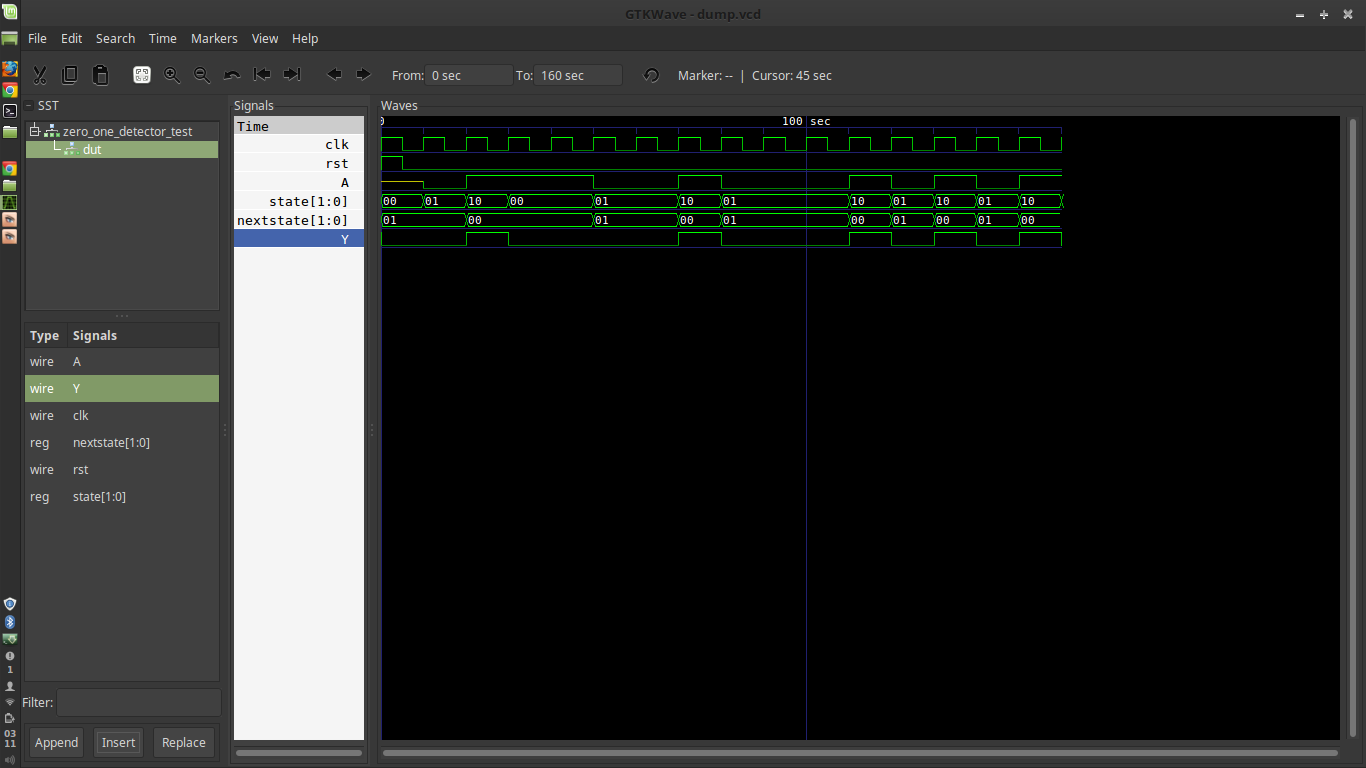 GTKWave - dump.vcd
File Edit Search Time Markers View Help
From: 0 sec To: 160 sec Marker: -- | Cursor: 45 sec
SST
zero_one_detector_test
dut
Type Signals
wire A
wire Y
wire clk
reg nextstate[1:0]
wire rst
reg state[1:0]
Filter:
Append Insert Replace
Signals
Time
clk
rst
A
state[1:0]
nextstate[1:0]
Y
Waves
0 100 sec
00 01 10 00 01 10 01 10 01 10 01 10
01 00 01 00 01 00 01 00 01 00
1
03
11